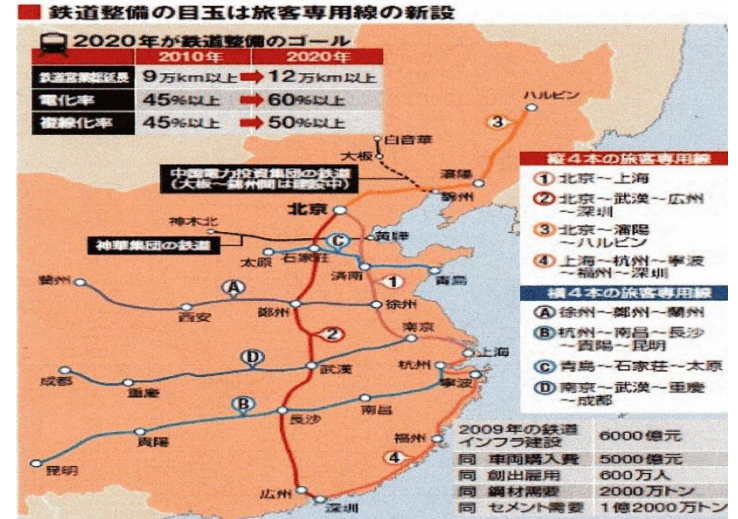 ■ 鉄道整備の目玉は旅客専用線の新設
2020年が鉄道整備のゴール
2010年 2020年
鉄道営業総延長 9万km以上 ➡ 12万km以上
電化率 45%以上 ➡ 60%以上
複線化率 45%以上 ➡ 50%以上
ハルビン
③
白音華
大板
中国電力投資集団の鉄道
(大板〜錦州間は建設中)
瀋陽
錦州
北京
神木北
黄驊
神華集団の鉄道
太原
石家荘
Ⓒ
済南
青島
蘭州
Ⓐ
①
西安
鄭州
徐州
②
南京
上海
Ⓓ
成都
重慶
武漢
杭州
寧波
Ⓑ
長沙
南昌
貴陽
昆明
福州
④
広州
深圳
縦4本の旅客専用線
① 北京〜上海
② 北京〜武漢〜広州
〜深圳
③ 北京〜瀋陽
〜ハルビン
④ 上海〜杭州〜寧波
〜福州〜深圳
横4本の旅客専用線
Ⓐ 徐州〜鄭州〜蘭州
Ⓑ 杭州〜南昌〜長沙
〜貴陽〜昆明
Ⓒ 青島〜石家荘〜太原
Ⓓ 南京〜武漢〜重慶
〜成都
2009年の鉄道
インフラ建設 6000億元
同 車両購入費 5000億元
同 創出雇用 600万人
同 鋼材需要 2000万トン
同 セメント需要 1億2000万トン